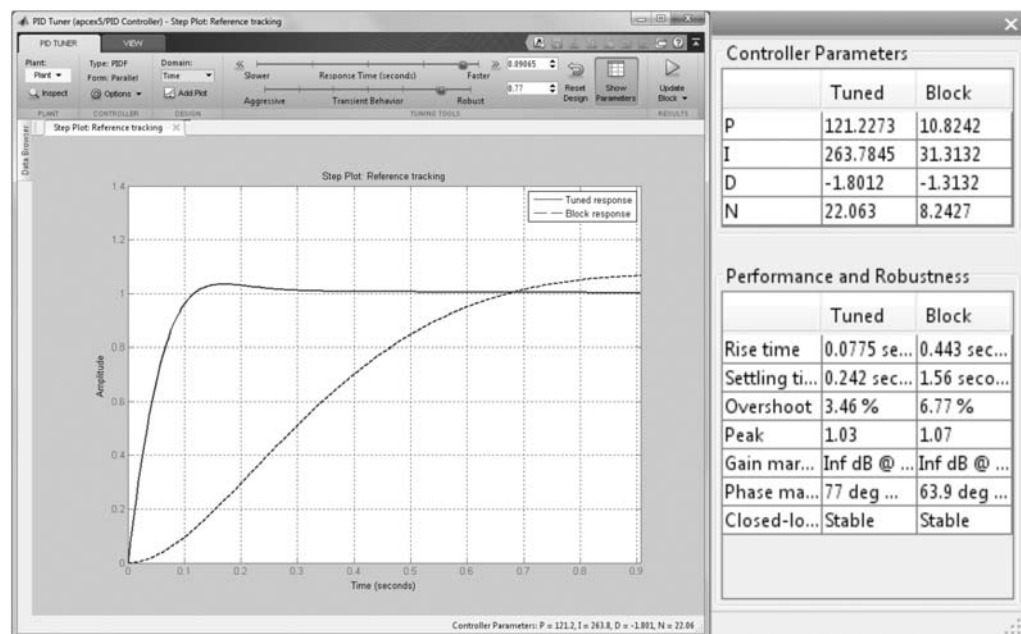 PID Tuner (apcex5/PID Controller) - Step Plot: Reference tracking
PID TUNER
VIEW
Plant:
Plant
Inspect
PLANT
Type: PIDF
Form: Parallel
Options
CONTROLLER
Domain:
Time
Add Plot
DESIGN
Slower
Response Time (seconds)
Faster
0.09065
Aggressive
Transient Behavior
Robust
8.77
TUNING TOOLS
Reset
Design
Show
Parameters
Update
Block
RESULTS
Data Browser
Step Plot: Reference tracking
Step Plot: Reference tracking
Tuned response
Block response
1.4
1.2
1
0.8
0.6
0.4
0.2
0
Amplitude
0 0.1 0.2 0.3 0.4 0.5 0.6 0.7 0.8 0.9
Time (seconds)
Controller Parameters: P = 121.2, I = 263.8, D = -1.801, N = 22.06
Controller Parameters
Tuned Block
P 121.2273 10.8242
I 263.7845 31.3132
D -1.8012 -1.3132
N 22.063 8.2427
Performance and Robustness
Tuned Block
Rise time 0.0775 se... 0.443 sec...
Settling ti... 0.242 sec... 1.56 seco...
Overshoot 3.46 % 6.77 %
Peak 1.03 1.07
Gain mar... Inf dB @ ... Inf dB @ ...
Phase ma... 77 deg ... 63.9 deg ...
Closed-lo... Stable Stable